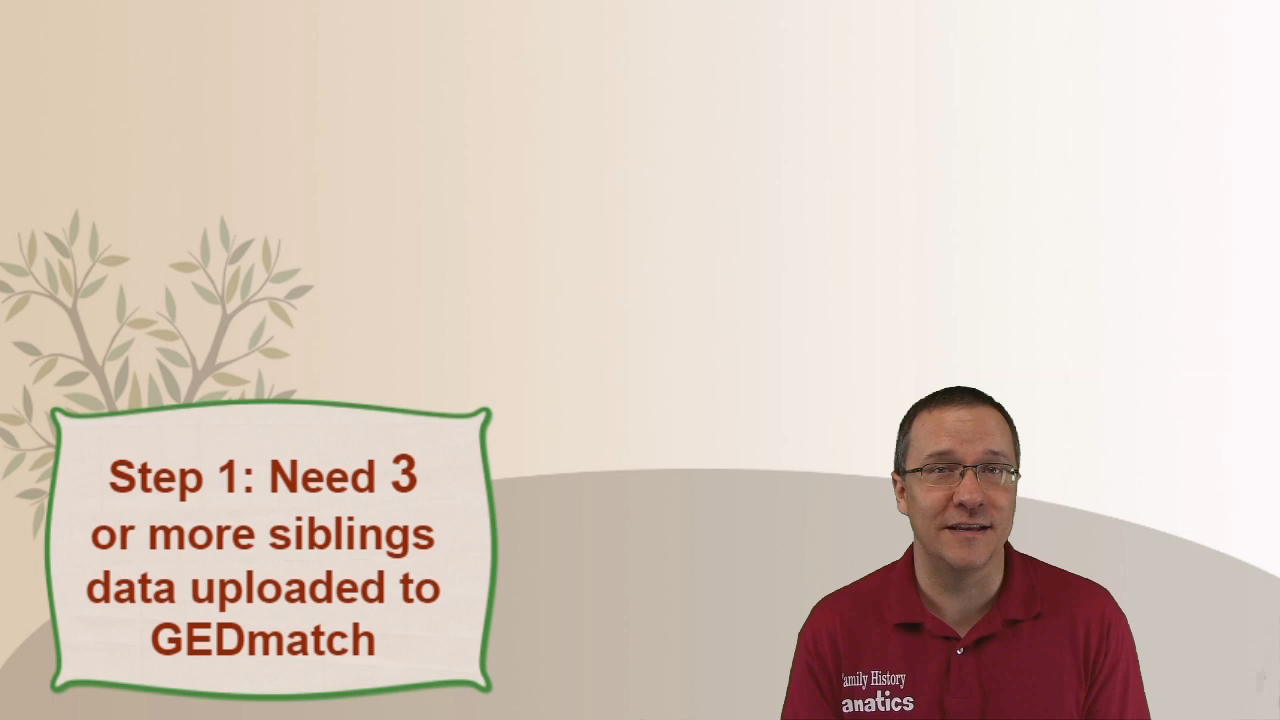 Step 1: Need 3
or more siblings
data uploaded to
GEDmatch
amily History
anatics